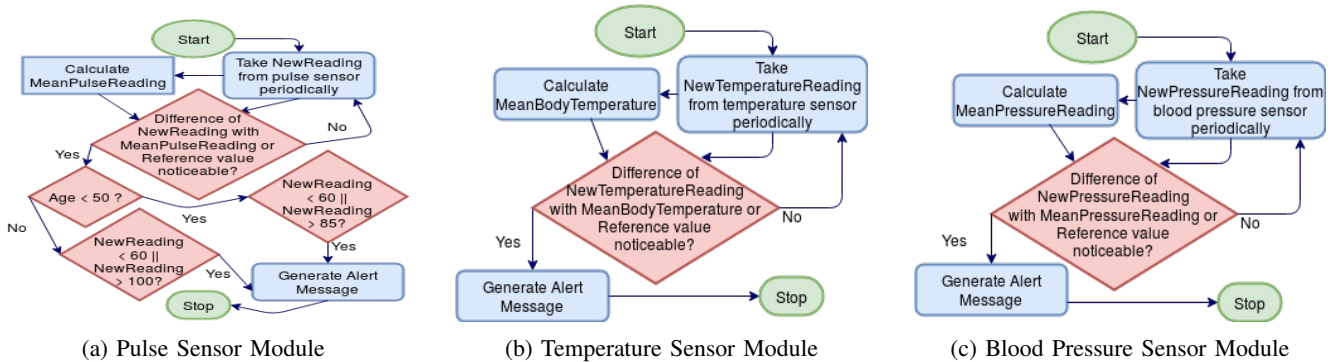 Start
Calculate
MeanPulseReading
Take NewReading
from pulse sensor
periodically
Difference of
NewReading with
MeanPulseReading or
Reference value
noticeable?
No
Yes
Age < 50 ?
Yes
NewReading
< 60 ||
NewReading
> 85?
No
NewReading
< 60 ||
NewReading
> 100?
Yes
Yes
Generate Alert
Message
Stop
(a) Pulse Sensor Module
Start
Calculate
MeanBodyTemperature
Take
NewTemperatureReading
from temperature sensor
periodically
Difference of
NewTemperatureReading
with MeanBodyTemperature or
Reference value
noticeable?
No
Yes
Generate Alert
Message
Stop
(b) Temperature Sensor Module
Start
Calculate
MeanPressureReading
Take
NewPressureReading from
blood pressure sensor
periodically
Difference of
NewPressureReading
with MeanPressureReading or
Reference value
noticeable?
No
Yes
Generate Alert
Message
Stop
(c) Blood Pressure Sensor Module